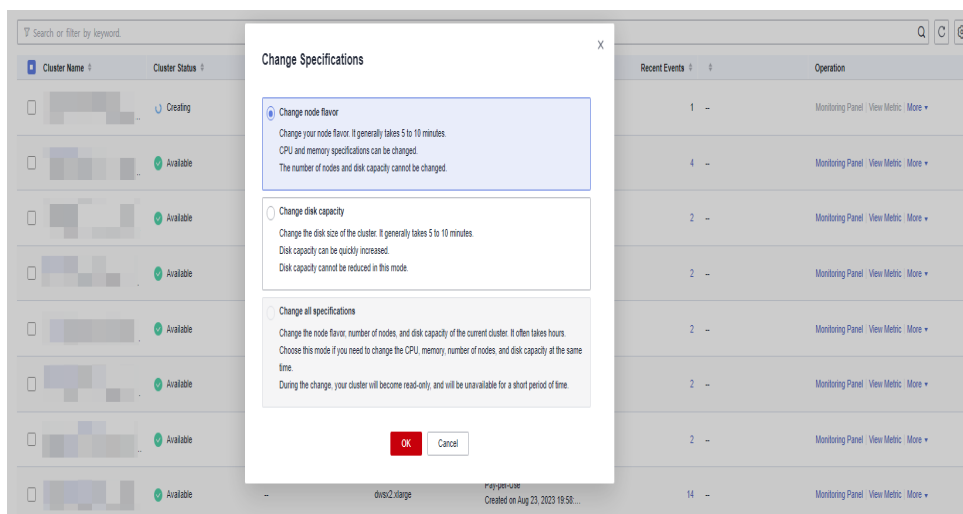 Search or filter by keyword.
Change Specifications
X
Cluster Name
Cluster Status
Recent Events
Operation
Change node flavor
Change your node flavor. It generally takes 5 to 10 minutes.
CPU and memory specifications can be changed.
The number of nodes and disk capacity cannot be changed.
Creating
1 --
Monitoring Panel View Metric More
Available
4 --
Monitoring Panel View Metric More
Change disk capacity
Change the disk size of the cluster. It generally takes 5 to 10 minutes.
Disk capacity can be quickly increased.
Disk capacity cannot be reduced in this mode.
Available
2 --
Monitoring Panel View Metric More
Available
2 --
Monitoring Panel View Metric More
Change all specifications
Change the node flavor, number of nodes, and disk capacity of the current cluster. It often takes hours.
Choose this mode if you need to change the CPU, memory, number of nodes, and disk capacity at the same
time.
During the change, your cluster will become read-only, and will be unavailable for a short period of time.
Available
2 --
Monitoring Panel View Metric More
Available
2 --
Monitoring Panel View Metric More
OK
Cancel
Available
2 --
Monitoring Panel View Metric More
Available
--
dwsx2.xlarge
Pay-per-Use
Created on Aug 23, 2023 19:58:...
14 --
Monitoring Panel View Metric More